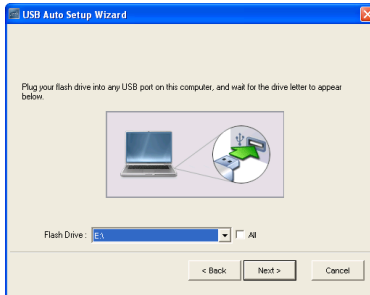 USB Auto Setup Wizard
Plug your flash drive into any USB port on this computer, and wait for the drive letter to appear
below.
Flash Drive : E:\ All
< Back Next > Cancel